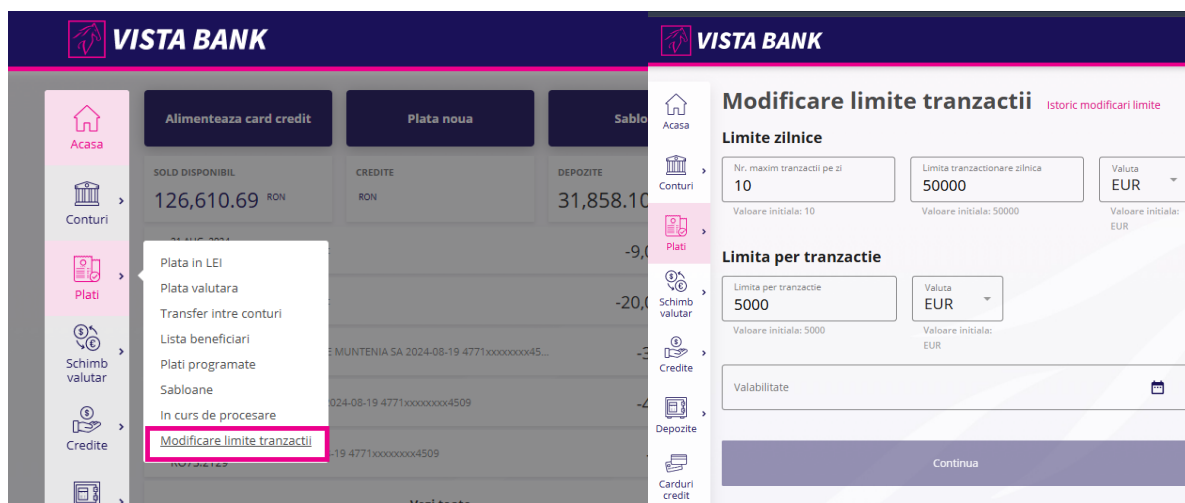 VISTA BANK
Acasa
Conturi
Plati
Schimb
valutar
Credite
Alimenteaza card credit
Plata noua
Sablo
SOLD DISPONIBIL
126,610.69 RON
CREDITE
RON
DEPOZITE
31,858.10
-9,0
-20,0
Plata in LEI
Plata valutara
Transfer intre conturi
Lista beneficiari
Plati programate
Sabloane
In curs de procesare
Modificare limite tranzactii
E MUNTENIA SA 2024-08-19 4771xxxxxxxx45...
-3
024-08-19 4771xxxxxxxx4509
-4
-19 4771xxxxxxxx4509
VISTA BANK
Acasa
Conturi
Plati
Schimb
valutar
Credite
Depozite
Carduri
credit
Modificare limite tranzactii
Istoric modificari limite
Limite zilnice
Nr. maxim tranzactii pe zi
10
Valoare initiala: 10
Limita tranzactionare zilnica
50000
Valoare initiala: 50000
Valuta
EUR
Valoare initiala:
EUR
Limita per tranzactie
Limita per tranzactie
5000
Valoare initiala: 5000
Valuta
EUR
Valoare initiala:
EUR
Valabilitate
Continua